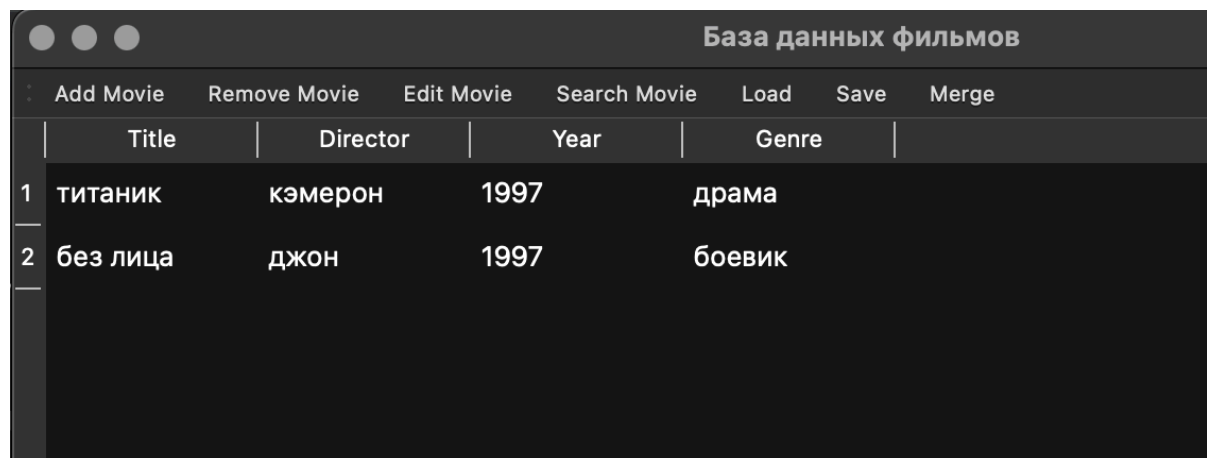 База данных фильмов
Add Movie Remove Movie Edit Movie Search Movie Load Save Merge
Title Director Year Genre
1 титаник кэмерон 1997 драма
2 без лица джон 1997 боевик